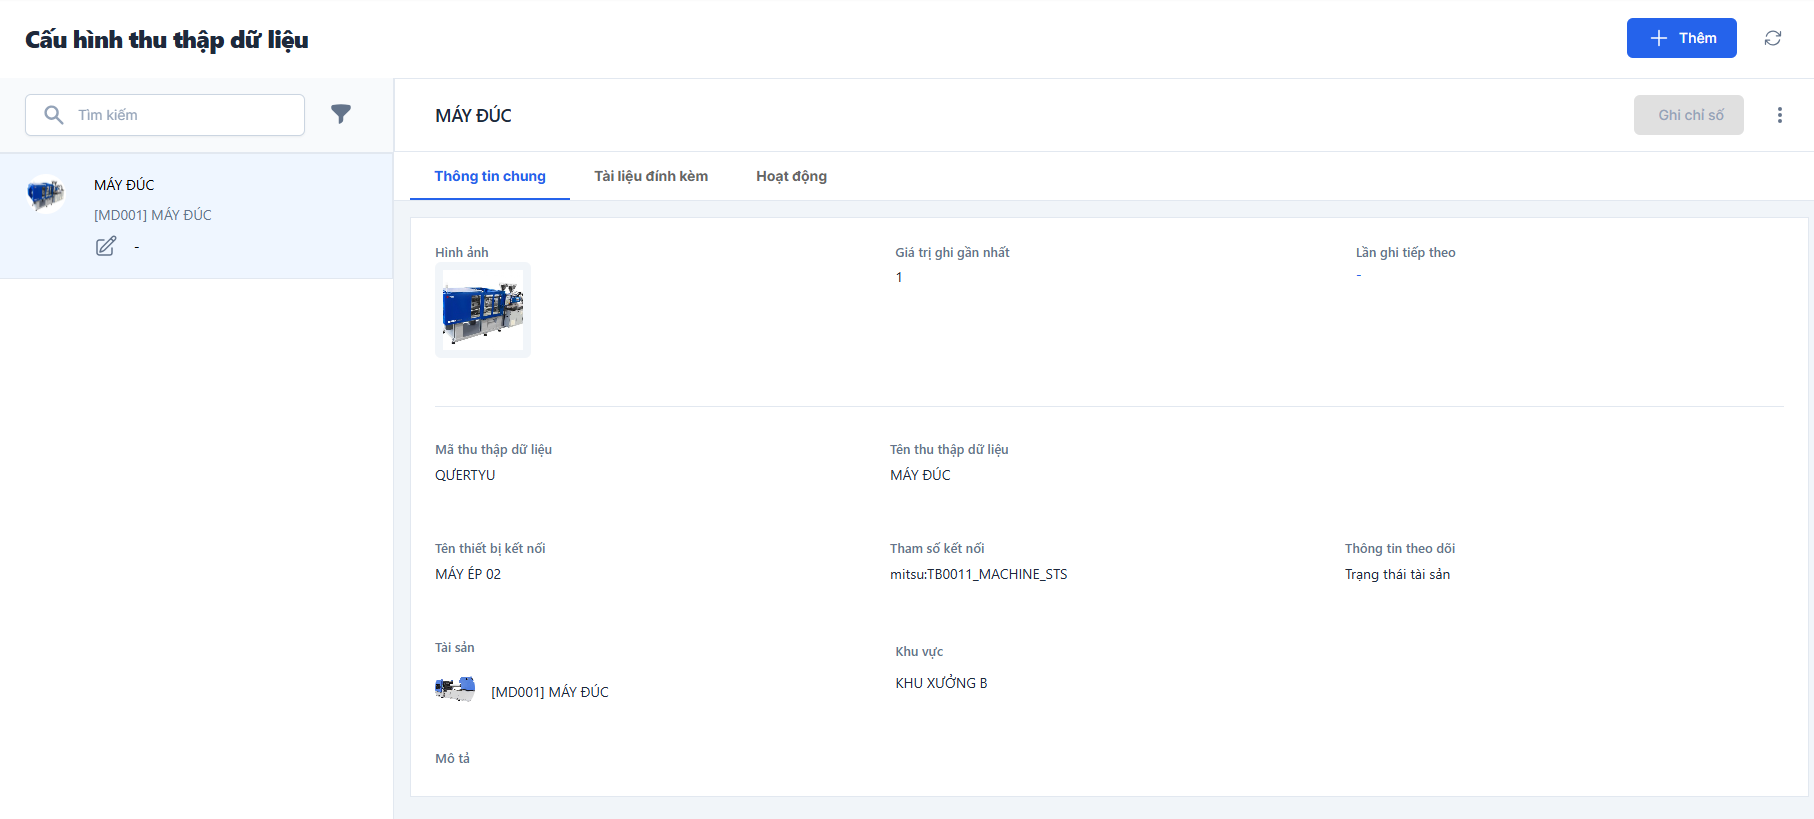 Cấu hình thu thập dữ liệu
Thêm
Tìm kiếm
MÁY ĐÚC
[MD001] MÁY ĐÚC
-
MÁY ĐÚC
Ghi chỉ số
Thông tin chung
Tài liệu đính kèm
Hoạt động
Hình ảnh
Giá trị ghi gần nhất
1
Lần ghi tiếp theo
-
Mã thu thập dữ liệu
QƯERTYU
Tên thu thập dữ liệu
MÁY ĐÚC
Tên thiết bị kết nối
MÁY ÉP 02
Tham số kết nối
mitsu:TB0011_MACHINE_STS
Thông tin theo dõi
Trạng thái tài sản
Tài sản
[MD001] MÁY ĐÚC
Khu vực
KHU XƯỞNG B
Mô tả